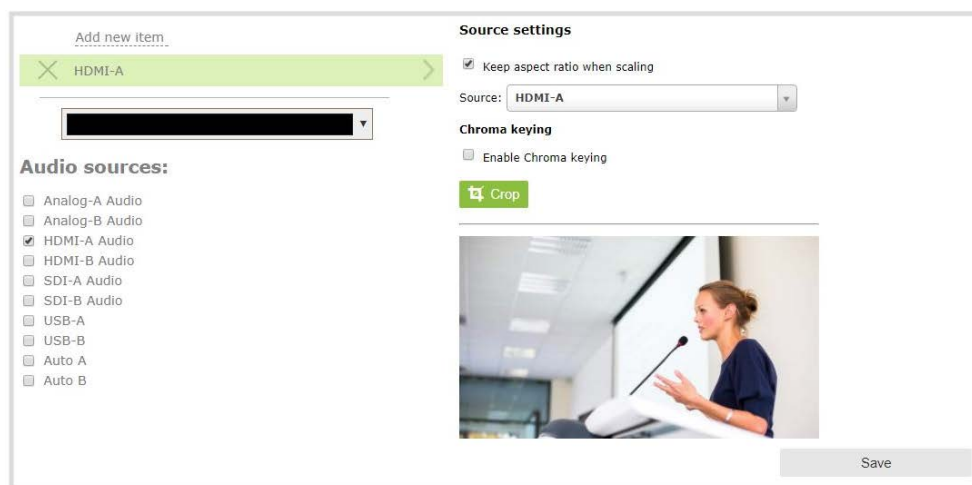 Add new item
HDMI-A
Audio sources:
Analog-A Audio
Analog-B Audio
HDMI-A Audio
HDMI-B Audio
SDI-A Audio
SDI-B Audio
USB-A
USB-B
Auto A
Auto B
Source settings
Keep aspect ratio when scaling
Source: HDMI-A
Chroma keying
Enable Chroma keying
Crop
Save